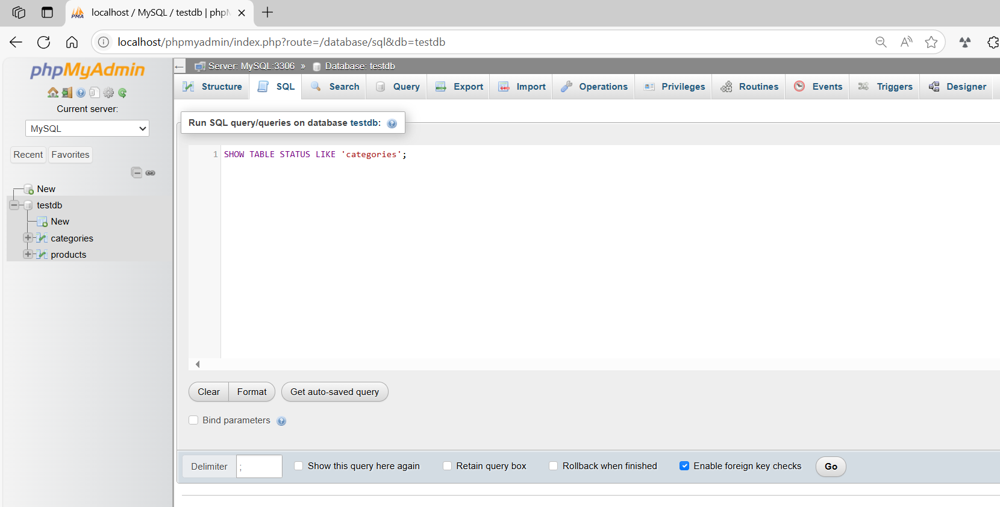 localhost / MySQL / testdb | php
localhost/phpmyadmin/index.php?route=/database/sql&db=testdb
phpMyAdmin
Current server:
MySQL
Recent Favorites
New
testdb
New
categories
products
Server: MySQL:3306 » Database: testdb
Structure SQL Search Query Export Import Operations Privileges Routines Events Triggers Designer
Run SQL query/queries on database testdb:
1 SHOW TABLE STATUS LIKE 'categories';
Clear Format Get auto-saved query
Bind parameters
Delimiter ; Show this query here again Retain query box Rollback when finished Enable foreign key checks Go